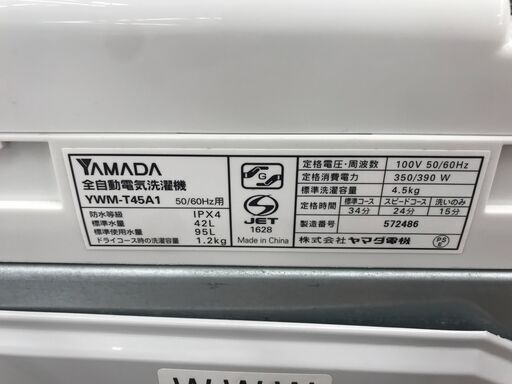 YAMADA
全自動電気洗濯機
YWM-T45A1 50/60Hz用
防水等級 IPX4
標準水量 42L
標準使用水量 95L
ドライコース時の洗濯容量 1.2kg
G
JET
1628
Made in China
定格電圧・周波数 100V 50/60Hz
定格消費電力 350/390 W
標準洗濯容量 4.5kg
目安時間 標準コース スピードコース 洗いのみ
34分 24分 15分
製造番号 572486
株式会社 ヤマダ電機
PS
E